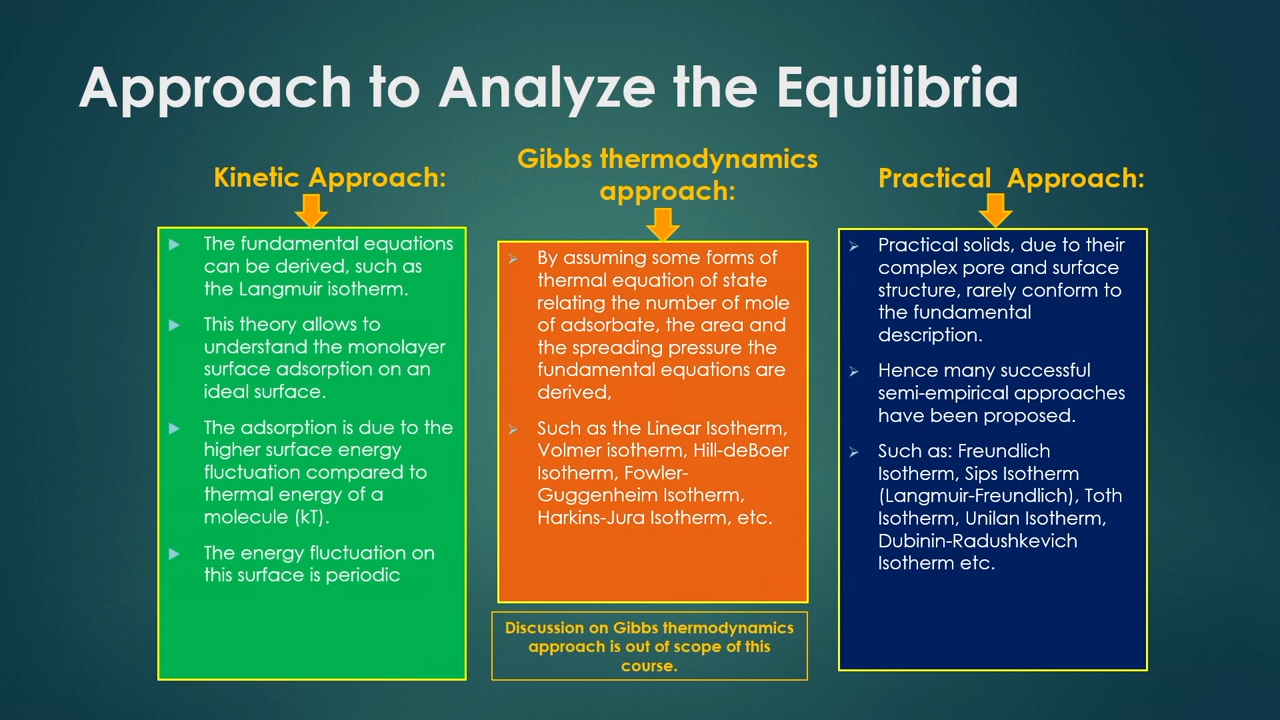 Approach to Analyze the Equilibria
Kinetic Approach:
The fundamental equations
can be derived, such as
the Langmuir isotherm.
This theory allows to
understand the monolayer
surface adsorption on an
ideal surface.
The adsorption is due to the
higher surface energy
fluctuation compared to
thermal energy of a
molecule (kT).
The energy fluctuation on
this surface is periodic
Gibbs thermodynamics
approach:
By assuming some forms of
thermal equation of state
relating the number of mole
of adsorbate, the area and
the spreading pressure the
fundamental equations are
derived,
Such as the Linear Isotherm,
Volmer isotherm, Hill-deBoer
Isotherm, Fowler-
Guggenheim Isotherm,
Harkins-Jura Isotherm, etc.
Discussion on Gibbs thermodynamics
approach is out of scope of this
course.
Practical Approach:
Practical solids, due to their
complex pore and surface
structure, rarely conform to
the fundamental
description.
Hence many successful
semi-empirical approaches
have been proposed.
Such as: Freundlich
Isotherm, Sips Isotherm
(Langmuir-Freundlich), Toth
Isotherm, Unilan Isotherm,
Dubinin-Radushkevich
Isotherm etc.